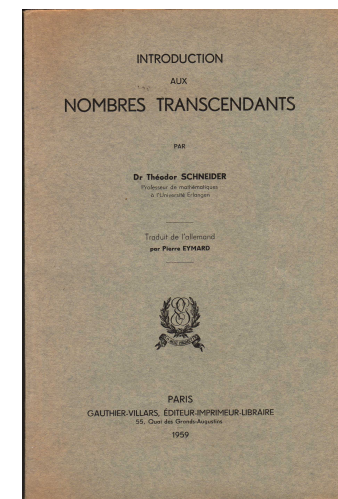 INTRODUCTION
AUX
NOMBRES TRANSCENDANTS
PAR
Dr Théodor SCHNEIDER
Professeur de mathématiques
à l'Université Erlangen
Traduit de l'allemand
par Pierre EYMARD
PARIS
GAUTHIER-VILLARS, ÉDITEUR-IMPRIMEUR-LIBRAIRE
55, Quai des Grands-Augustins
1959